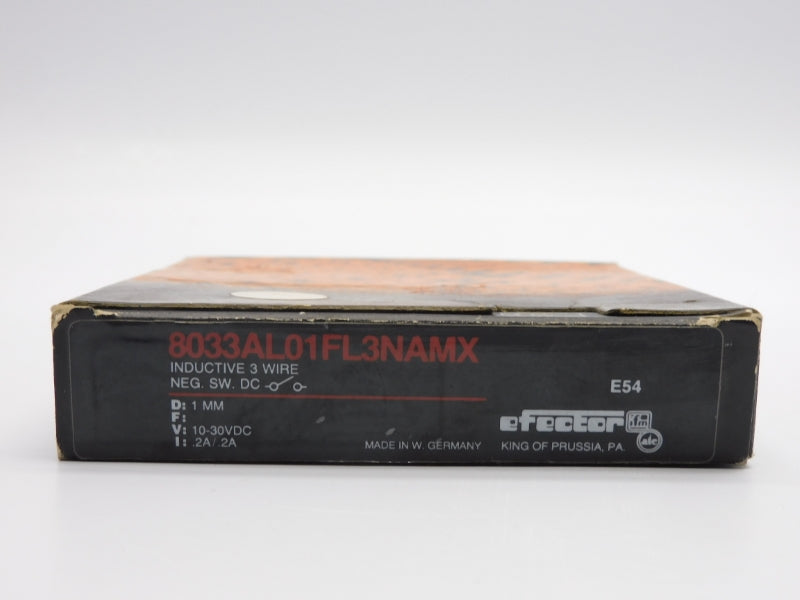 8033AL01FL3NAMX
INDUCTIVE 3 WIRE
NEG. SW. DC
E54
D: 1 MM
F:
V: 10-30VDC
I: .2A/ .2A
efector ifm
MADE IN W. GERMANY
KING OF PRUSSIA, PA.